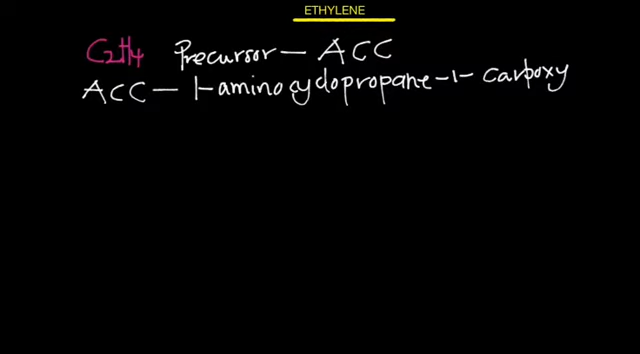 ETHYLENE
C2H4 Precursor – ACC
ACC – 1-aminocyclopropane-1- carboxy